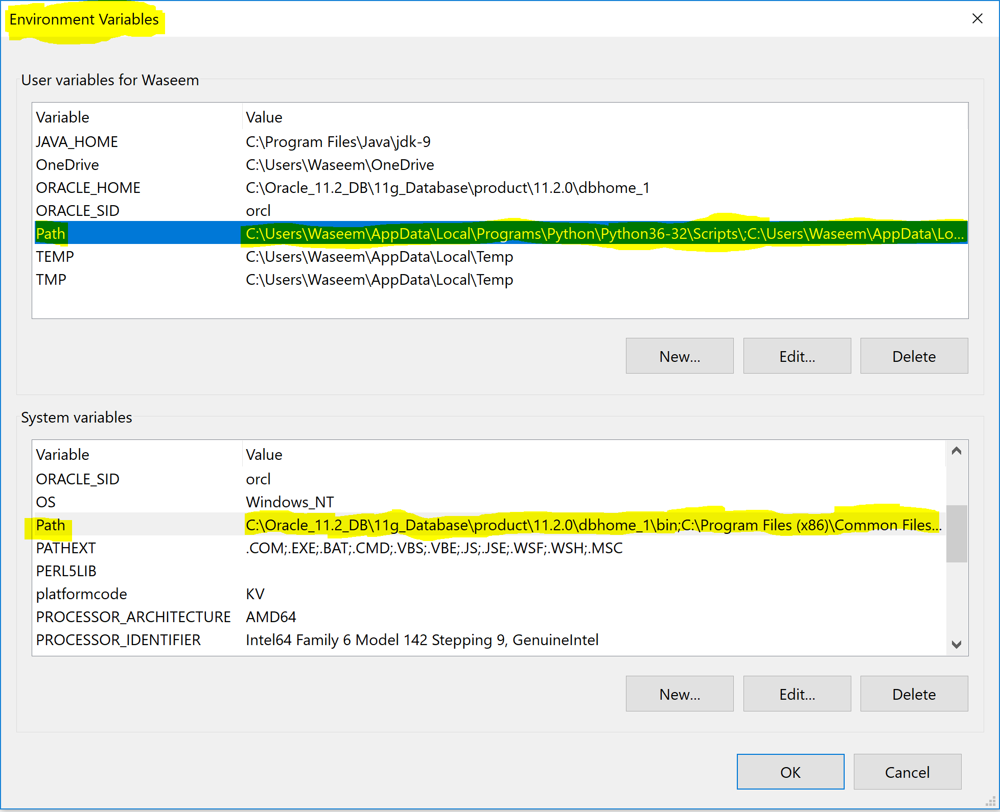 Environment Variables
User variables for Waseem
Variable Value
JAVA_HOME C:\Program Files\Java\jdk-9
OneDrive C:\Users\Waseem\OneDrive
ORACLE_HOME C:\Oracle_11.2_DB\11g_Database\product\11.2.0\dbhome_1
ORACLE_SID orcl
Path C:\Users\Waseem\AppData\Local\Programs\Python\Python36-32\Scripts\;C:\Users\Waseem\AppData\Lo...
TEMP C:\Users\Waseem\AppData\Local\Temp
TMP C:\Users\Waseem\AppData\Local\Temp
New... Edit... Delete
System variables
Variable Value
ORACLE_SID orcl
OS Windows_NT
Path C:\Oracle_11.2_DB\11g_Database\product\11.2.0\dbhome_1\bin;C:\Program Files (x86)\Common Files...
PATHEXT .COM;.EXE;.BAT;.CMD;.VBS;.VBE;.JS;.JSE;.WSF;.WSH;.MSC
PERL5LIB
platformcode KV
PROCESSOR_ARCHITECTURE AMD64
PROCESSOR_IDENTIFIER Intel64 Family 6 Model 142 Stepping 9, GenuineIntel
New... Edit... Delete
OK Cancel